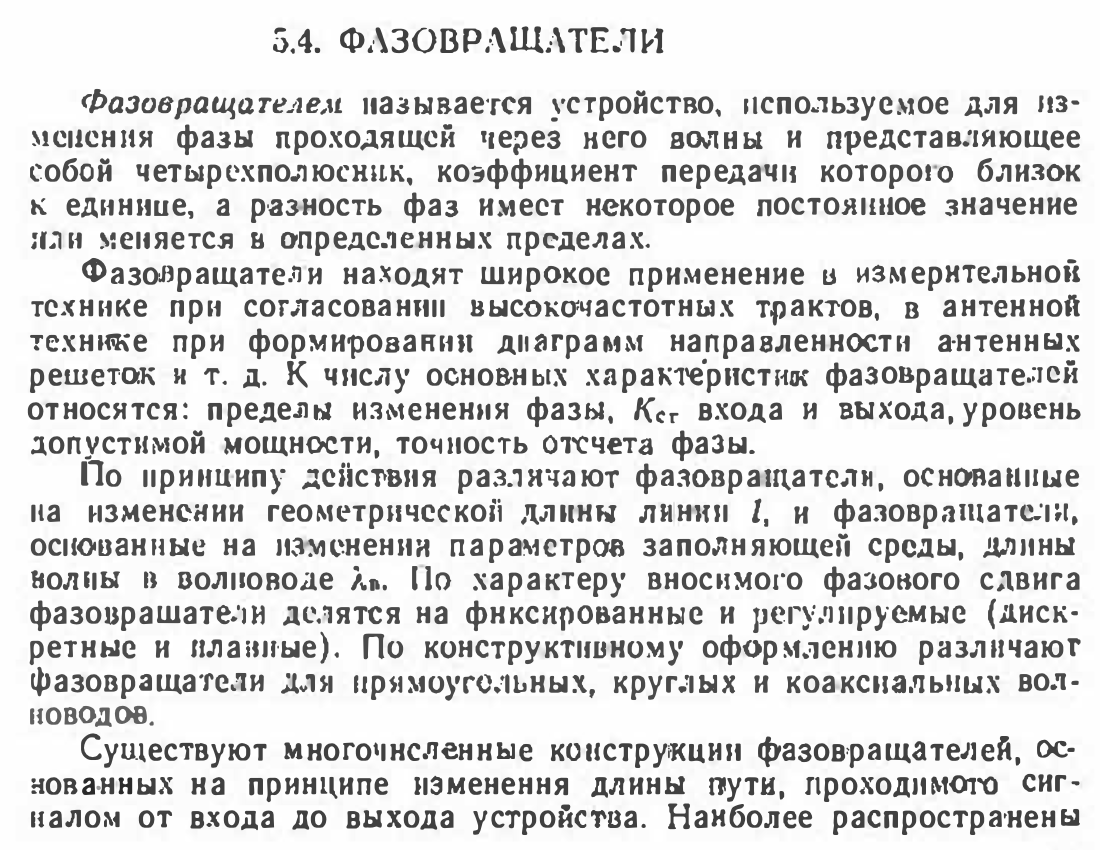 5.4. ФАЗОВРАЩАТЕЛИ
Фазовращателем называется устройство, используемое для из-
менения фазы проходящей через него волны и представляющее
собой четырехполюсник, коэффициент передачи которого близок
к единице, а разность фаз имеет некоторое постоянное значение
или меняется в определенных пределах.
Фазовращатели находят широкое применение в измерительной
технике при согласовании высокочастотных трактов, в антенной
технике при формировании диаграмм направленности антенных
решеток и т. д. К числу основных характеристик фазовращателей
относятся: пределы изменения фазы, Kст входа и выхода, уровень
допустимой мощности, точность отсчета фазы.
По принципу действия различают фазовращатели, основанные
на изменении геометрической длины линии l, и фазовращатели,
основанные на изменении параметров заполняющей среды, длины
волны в волноводе λв. По характеру вносимого фазового сдвига
фазовращатели делятся на фиксированные и регулируемые (диск-
ретные и плавные). По конструктивному оформлению различают
фазовращатели для прямоугольных, круглых и коаксиальных вол-
новодов.
Существуют многочисленные конструкции фазовращателей, ос-
нованных на принципе изменения длины пути, проходимого сиг-
налом от входа до выхода устройства. Наиболее распространены